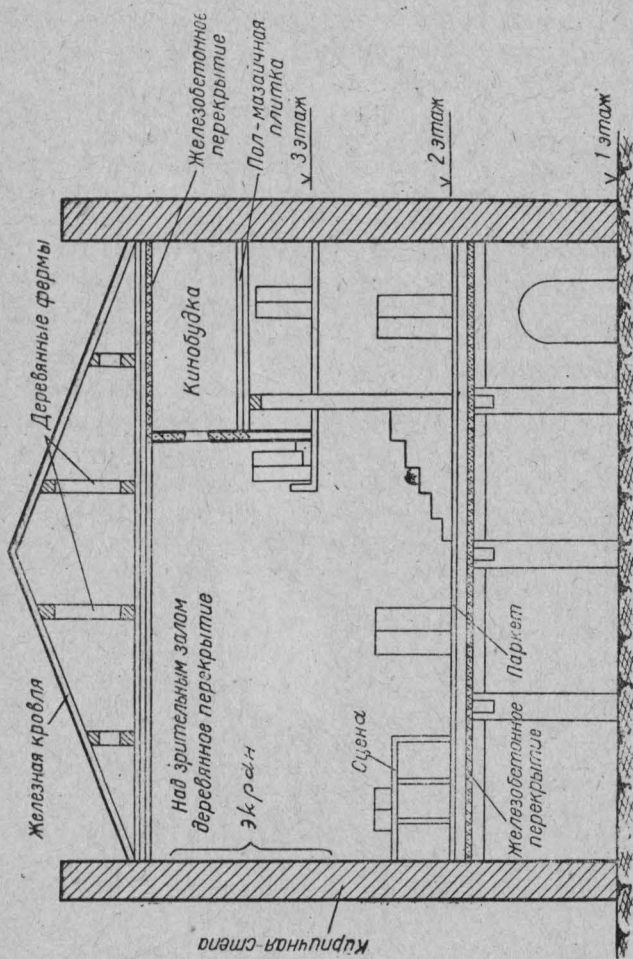 Железобетонное
перекрытие
Пол-мазаичная
плитка
3 этаж
2 этаж
1 этаж
Деревянные фермы
Кинобудка
Железная кровля
Над зрительным залом
деревянное перекрытие
экран
Сцена
Паркет
Железобетонное
перекрытие
Кирпичная стена